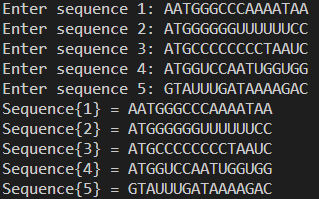 Enter sequence 1: AATGGGCCCAAAATAA
Enter sequence 2: ATGGGGGGUUUUUUCC
Enter sequence 3: ATGCCCCCCCCTAAUC
Enter sequence 4: ATGGUCCAATUGGUGG
Enter sequence 5: GTAUUUGATAAAAGAC
Sequence{1} = AATGGGCCCAAAATAA
Sequence{2} = ATGGGGGGUUUUUUCC
Sequence{3} = ATGCCCCCCCCTAAUC
Sequence{4} = ATGGUCCAATUGGUGG
Sequence{5} = GTAUUUGATAAAAGAC